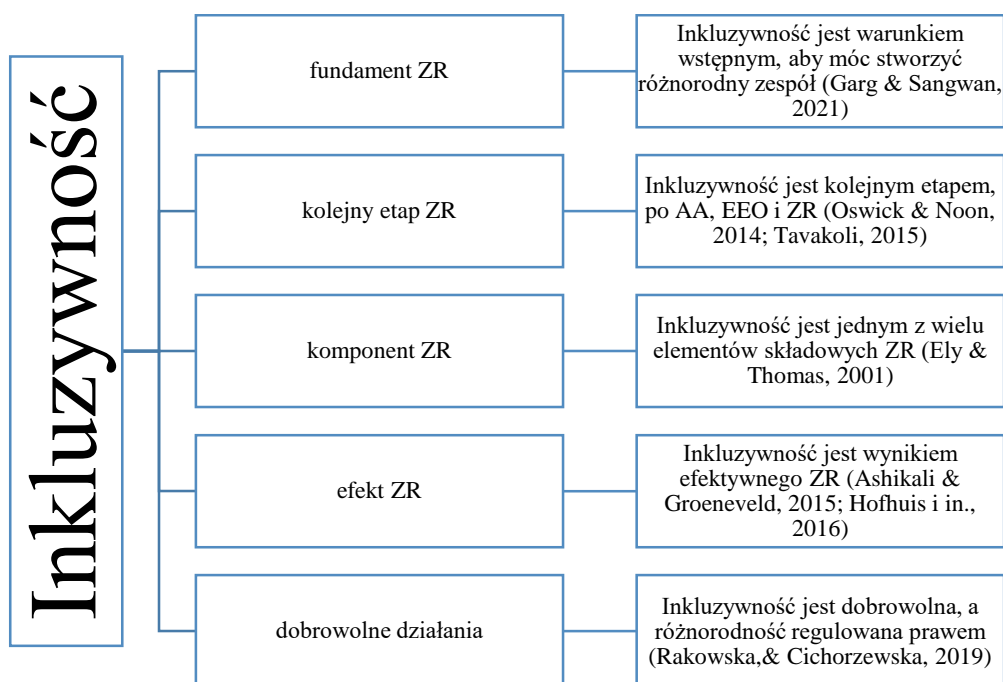 Inkluzywność
fundament ZR
Inkluzywność jest warunkiem
wstępnym, aby móc stworzyć
różnorodny zespół (Garg & Sangwan,
2021)
kolejny etap ZR
Inkluzywność jest kolejnym etapem,
po AA, EEO i ZR (Oswick & Noon,
2014; Tavakoli, 2015)
komponent ZR
Inkluzywność jest jednym z wielu
elementów składowych ZR (Ely &
Thomas, 2001)
efekt ZR
Inkluzywność jest wynikiem
efektywnego ZR (Ashikali &
Groeneveld, 2015; Hofhuis i in.,
2016)
dobrowolne działania
Inkluzywność jest dobrowolna, a
różnorodność regulowana prawem
(Rakowska,& Cichorzewska, 2019)